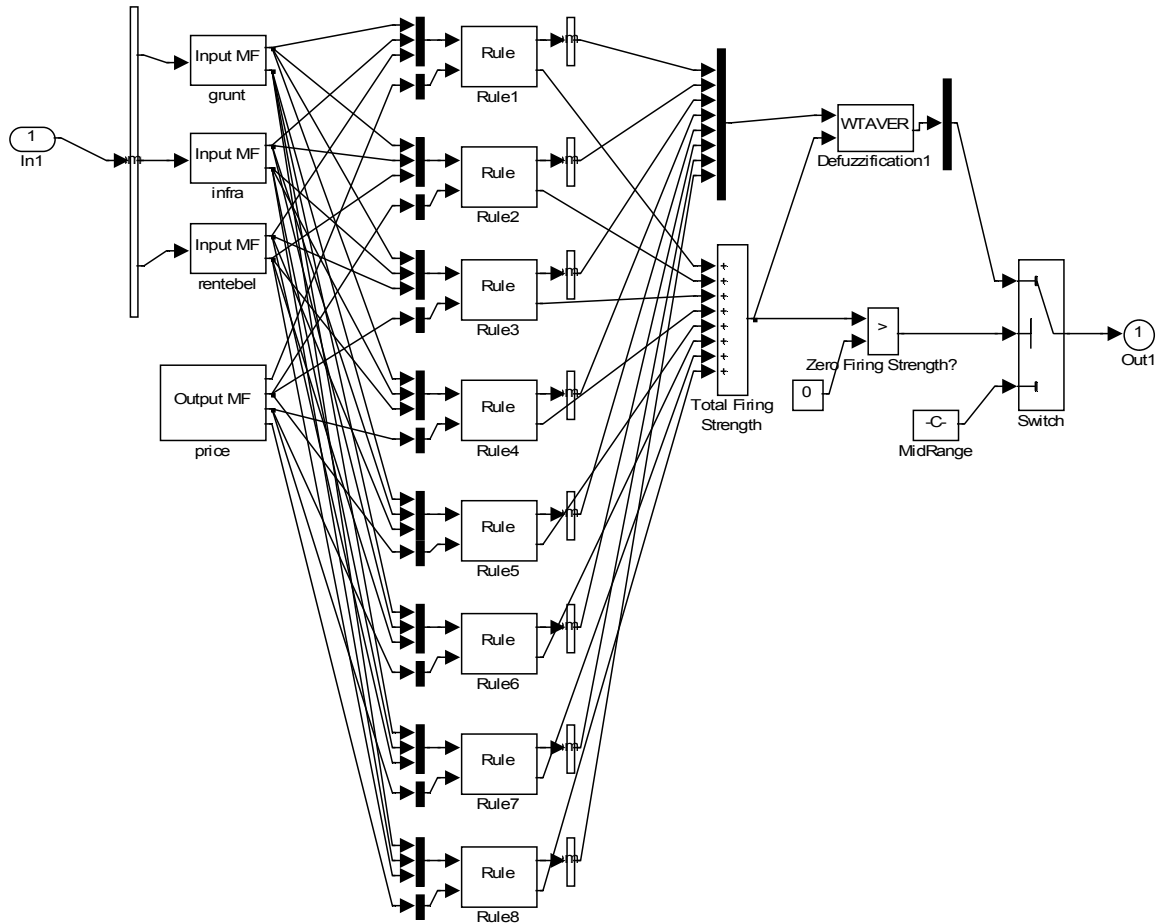 1
In1
m
Input MF
grunt
Input MF
infra
Input MF
rentebel
Output MF
price
Rule
Rule1
m
Rule
Rule2
m
Rule
Rule3
m
Rule
Rule4
m
Rule
Rule5
m
Rule
Rule6
m
Rule
Rule7
m
Rule
Rule8
m
+
+
+
+
+
+
+
+
Total Firing
Strength
WTAVER
Defuzzification1
>
Zero Firing Strength?
0
-C-
MidRange
Switch
1
Out1